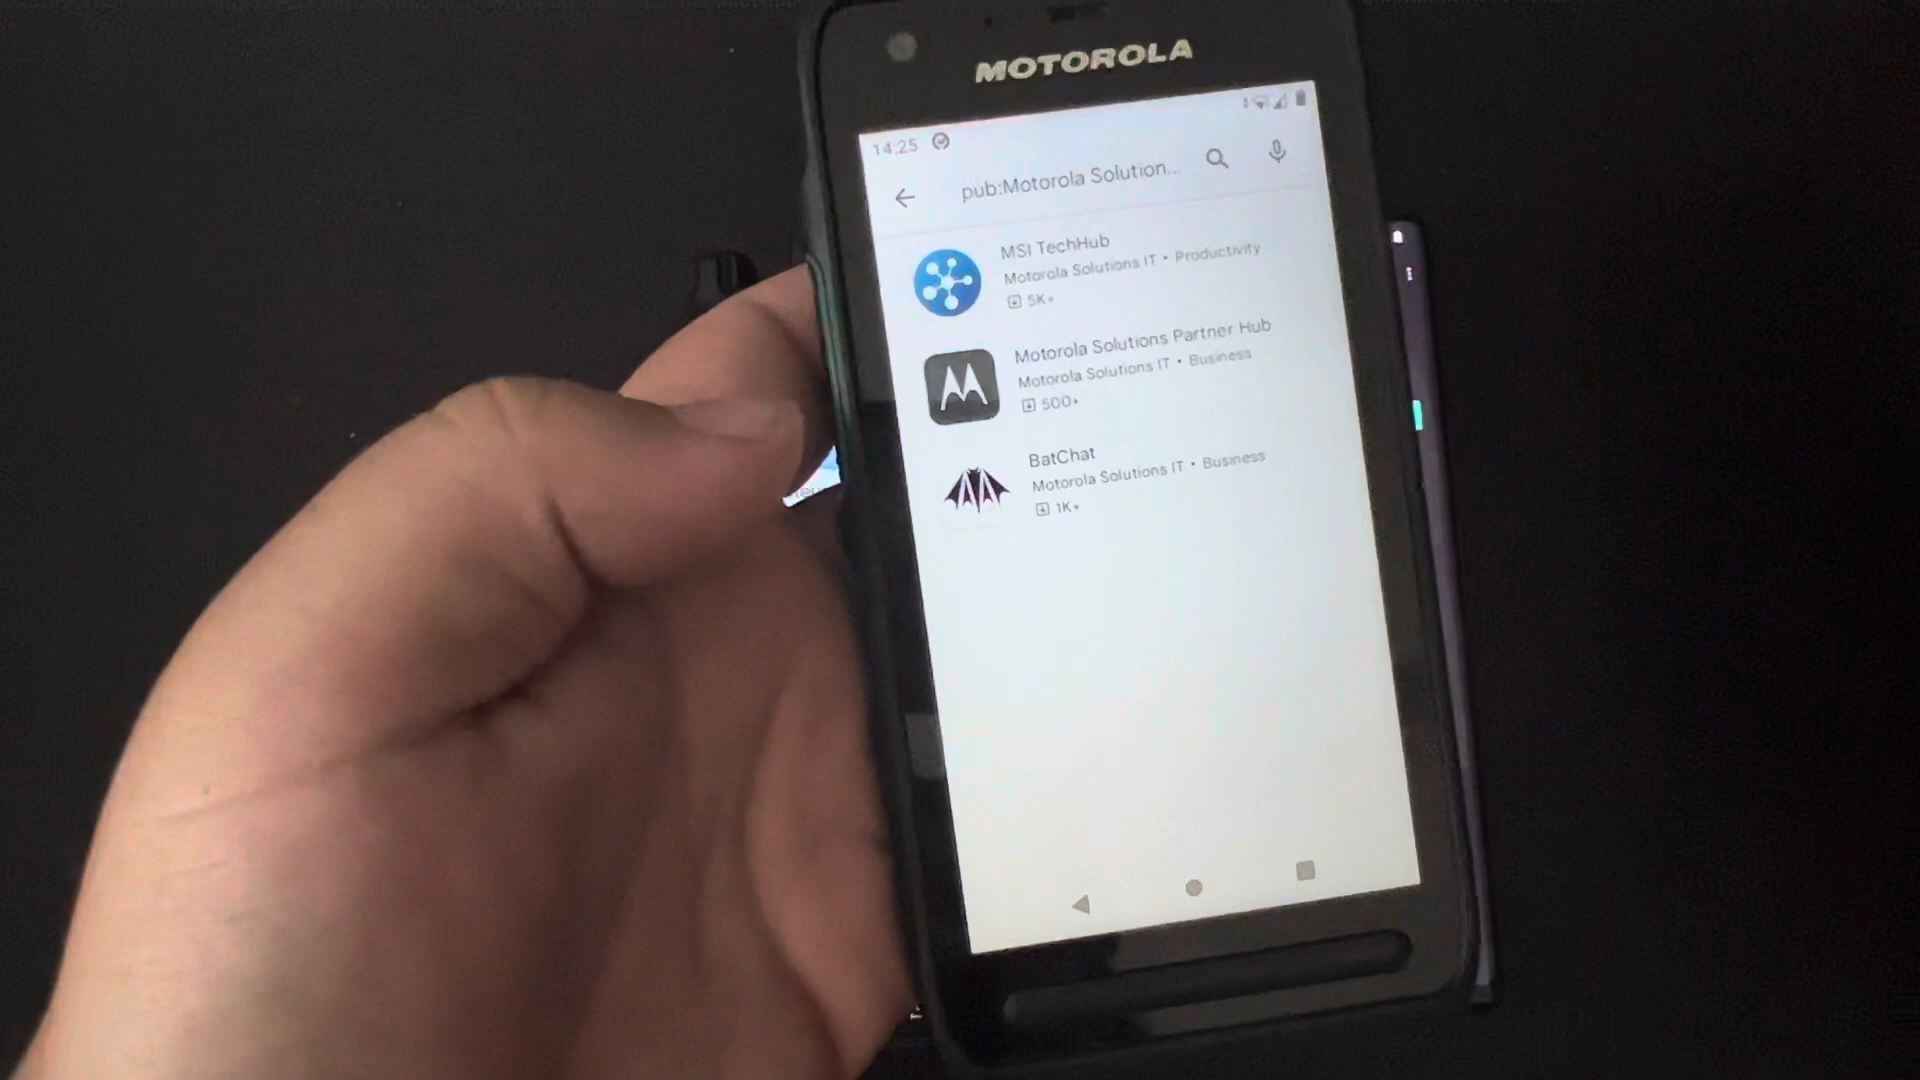 MOTOROLA
14:25
pub:Motorola Solution...
MSI TechHub
Motorola Solutions IT • Productivity
5K+
Motorola Solutions Partner Hub
Motorola Solutions IT • Business
500+
BatChat
Motorola Solutions IT • Business
1K+